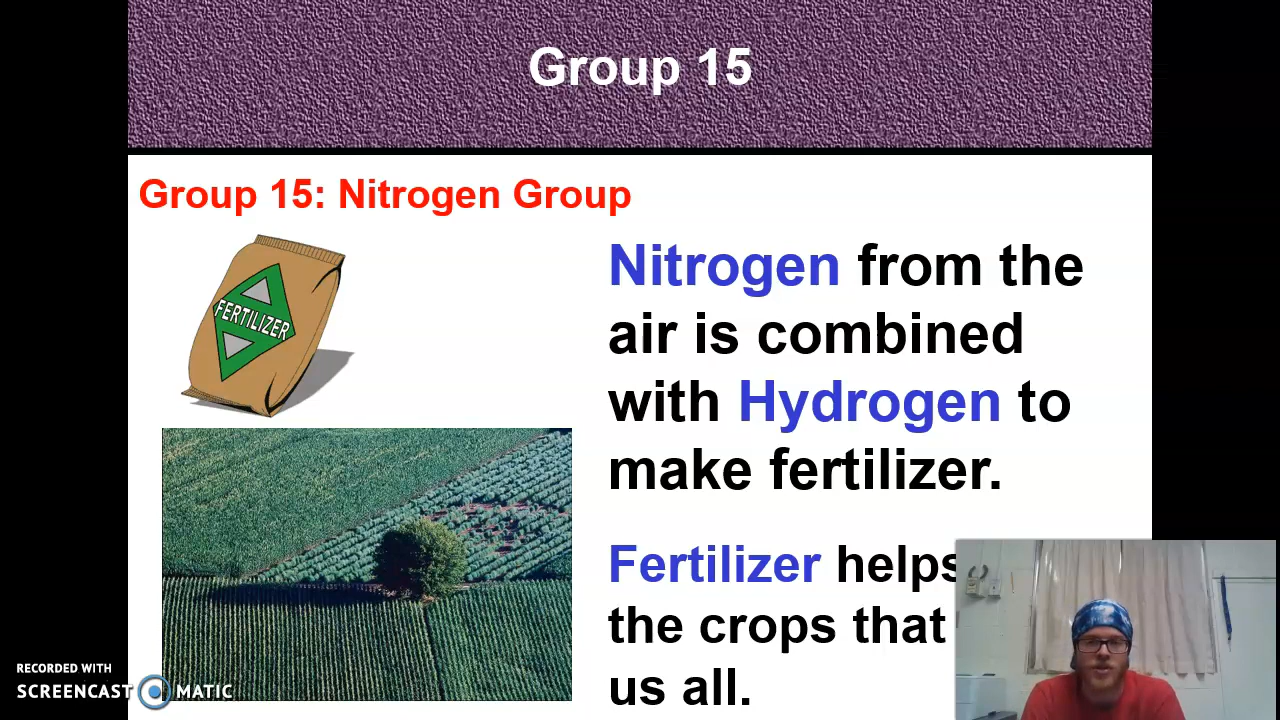 Group 15
Group 15: Nitrogen Group
FERTILIZER
Nitrogen from the
air is combined
with Hydrogen to
make fertilizer.
Fertilizer helps
the crops that
us all.
RECORDED WITH
SCREENCAST MATIC